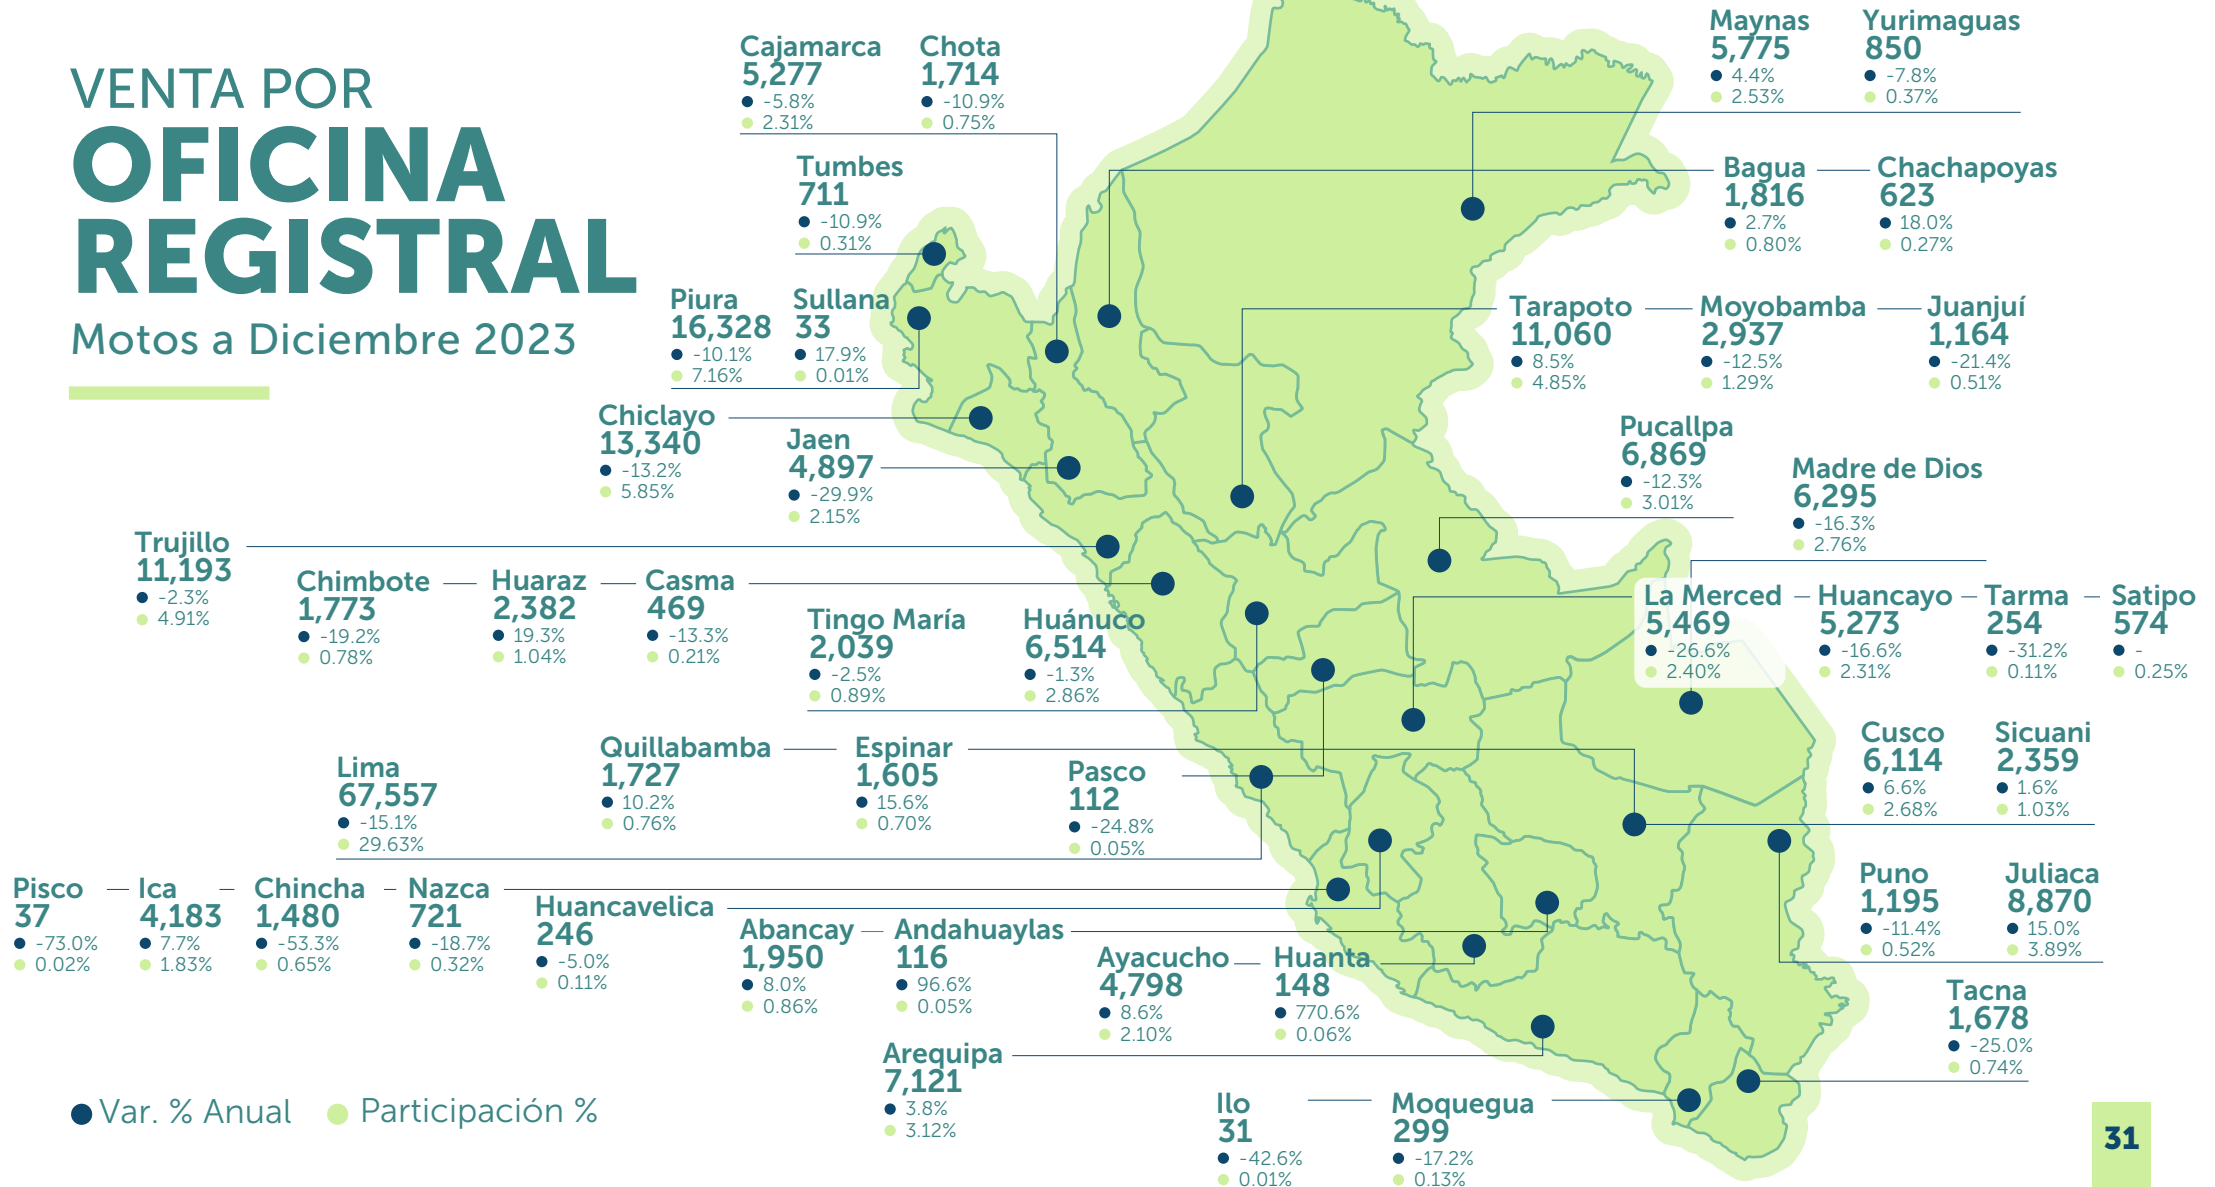 VENTA POR
OFICINA
REGISTRAL
Motos a Diciembre 2023
Cajamarca
5,277
-5.8%
2.31%
Chota
1,714
-10.9%
0.75%
Maynas
5,775
4.4%
2.53%
Yurimaguas
850
-7.8%
0.37%
Tumbes
711
-10.9%
0.31%
Bagua
1,816
2.7%
0.80%
Chachapoyas
623
18.0%
0.27%
Piura
16,328
-10.1%
7.16%
Sullana
33
17.9%
0.01%
Tarapoto
11,060
8.5%
4.85%
Moyobamba
2,937
-12.5%
1.29%
Juanjuí
1,164
-21.4%
0.51%
Chiclayo
13,340
-13.2%
5.85%
Jaen
4,897
-29.9%
2.15%
Pucallpa
6,869
-12.3%
3.01%
Madre de Dios
6,295
-16.3%
2.76%
Trujillo
11,193
-2.3%
4.91%
Chimbote
1,773
-19.2%
0.78%
Huaraz
2,382
19.3%
1.04%
Casma
469
-13.3%
0.21%
Tingo María
2,039
-2.5%
0.89%
Huánuco
6,514
-1.3%
2.86%
La Merced
5,469
-26.6%
2.40%
Huancayo
5,273
-16.6%
2.31%
Tarma
254
-31.2%
0.11%
Satipo
574
-
0.25%
Lima
67,557
-15.1%
29.63%
Quillabamba
1,727
10.2%
0.76%
Espinar
1,605
15.6%
0.70%
Pasco
112
-24.8%
0.05%
Cusco
6,114
6.6%
2.68%
Sicuani
2,359
1.6%
1.03%
Pisco
37
-73.0%
0.02%
Ica
4,183
7.7%
1.83%
Chincha
1,480
-53.3%
0.65%
Nazca
721
-18.7%
0.32%
Huancavelica
246
-5.0%
0.11%
Abancay
1,950
8.0%
0.86%
Andahuaylas
116
96.6%
0.05%
Ayacucho
4,798
8.6%
2.10%
Huanta
148
770.6%
0.06%
Puno
1,195
-11.4%
0.52%
Juliaca
8,870
15.0%
3.89%
Tacna
1,678
-25.0%
0.74%
Arequipa
7,121
3.8%
3.12%
Ilo
31
-42.6%
0.01%
Moquegua
299
-17.2%
0.13%
Var. % Anual
Participación %
31